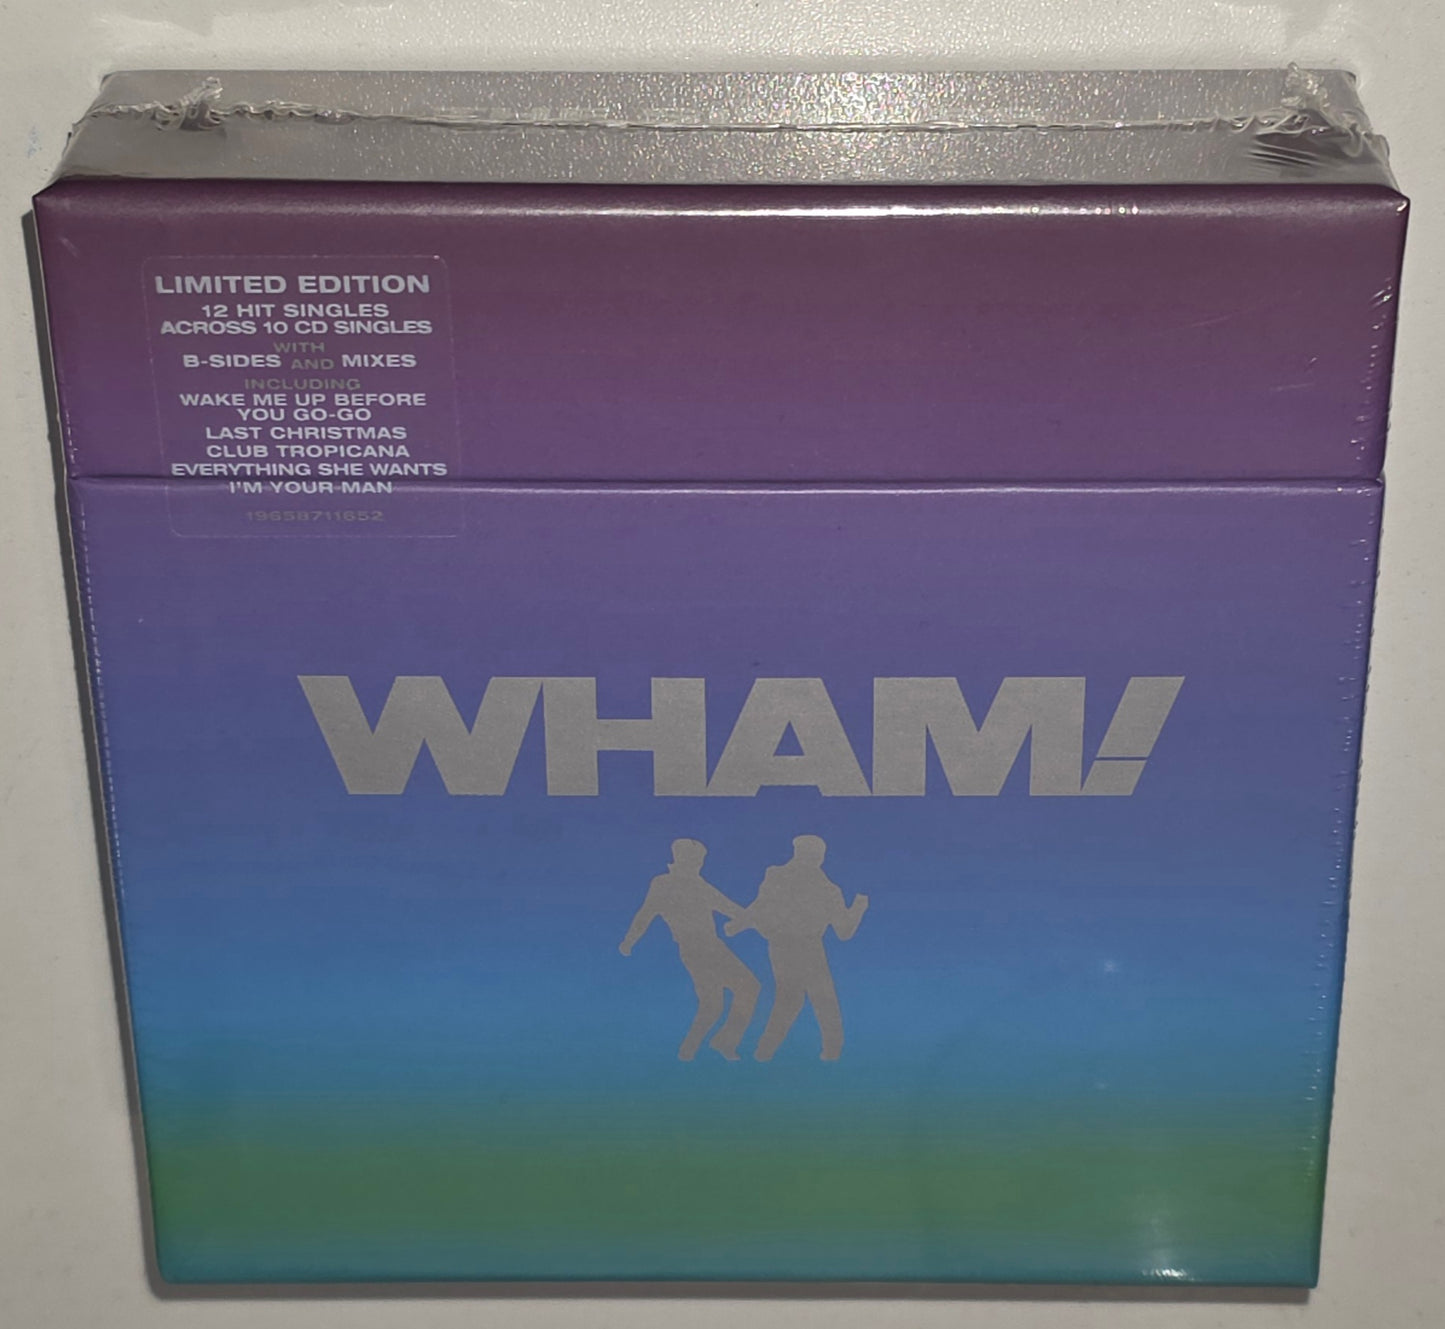 LIMITED EDITION
12 HIT SINGLES
ACROSS 10 CD SINGLES
WITH
B-SIDES AND MIXES
INCLUDING
WAKE ME UP BEFORE
YOU GO-GO
LAST CHRISTMAS
CLUB TROPICANA
EVERYTHING SHE WANTS
I'M YOUR MAN
19658711652
WHAM!